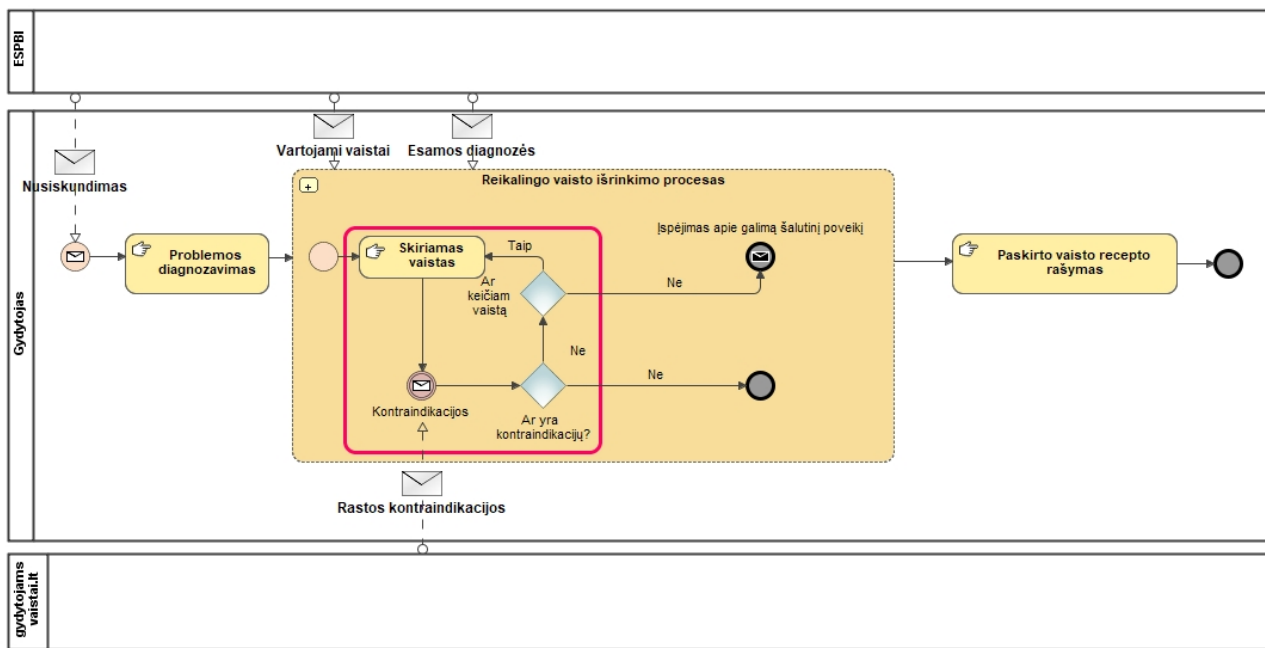 ESPBI
Vartojami vaistai
Esamos diagnozės
Nusiskundimas
Gydytojas
Reikalingo vaisto išrinkimo procesas
Problemos
diagnozavimas
Skiriamas
vaistas
Taip
Ar
keičiam
vaistą
Įspėjimas apie galimą šalutinį poveikį
Ne
Paskirto vaisto recepto
rašymas
Ne
Ne
Kontraindikacijos
Ar yra
kontraindikacijų?
Rastos kontraindikacijos
gydytojams
vaistai.lt